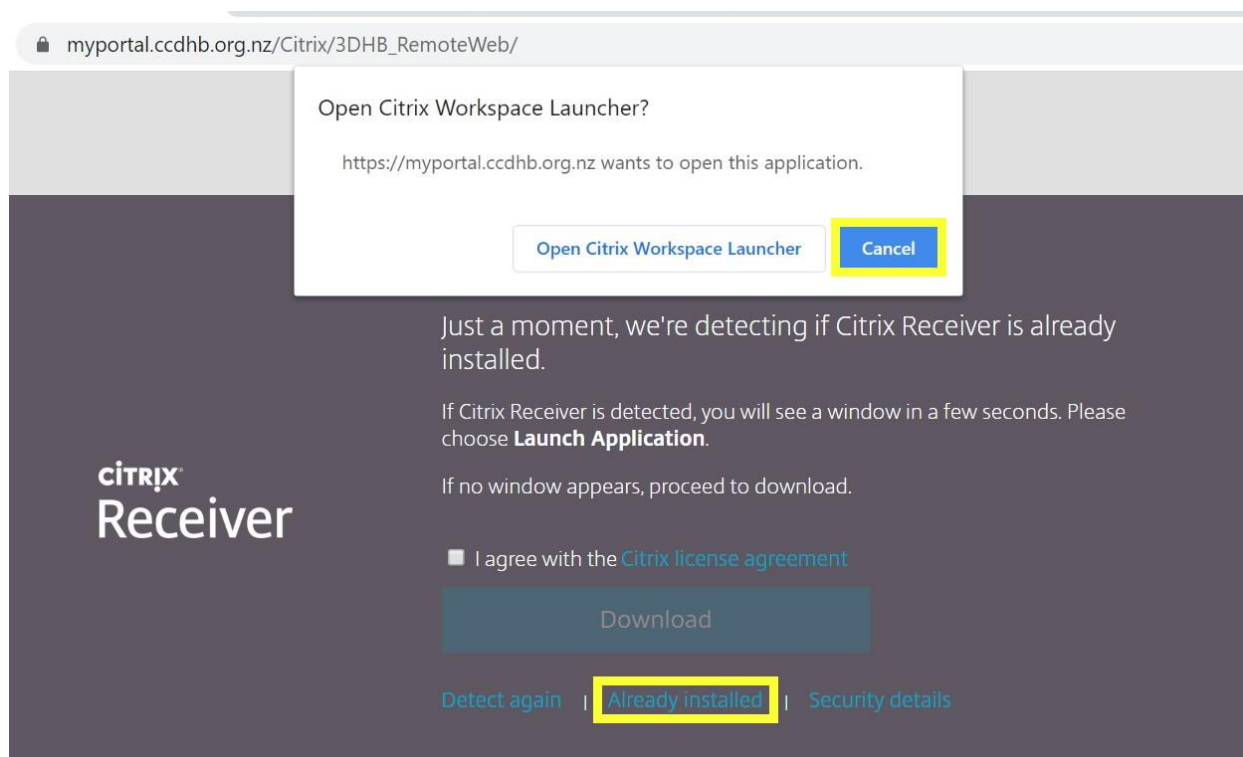 myportal.ccdhb.org.nz/Citrix/3DHB_RemoteWeb/
Open Citrix Workspace Launcher?
https://myportal.ccdhb.org.nz wants to open this application.
Open Citrix Workspace Launcher
Cancel
Just a moment, we're detecting if Citrix Receiver is already
installed.
If Citrix Receiver is detected, you will see a window in a few seconds. Please
choose Launch Application.
If no window appears, proceed to download.
CİTRIX
Receiver
I agree with the Citrix license agreement
Download
Detect again | Already installed | Security details